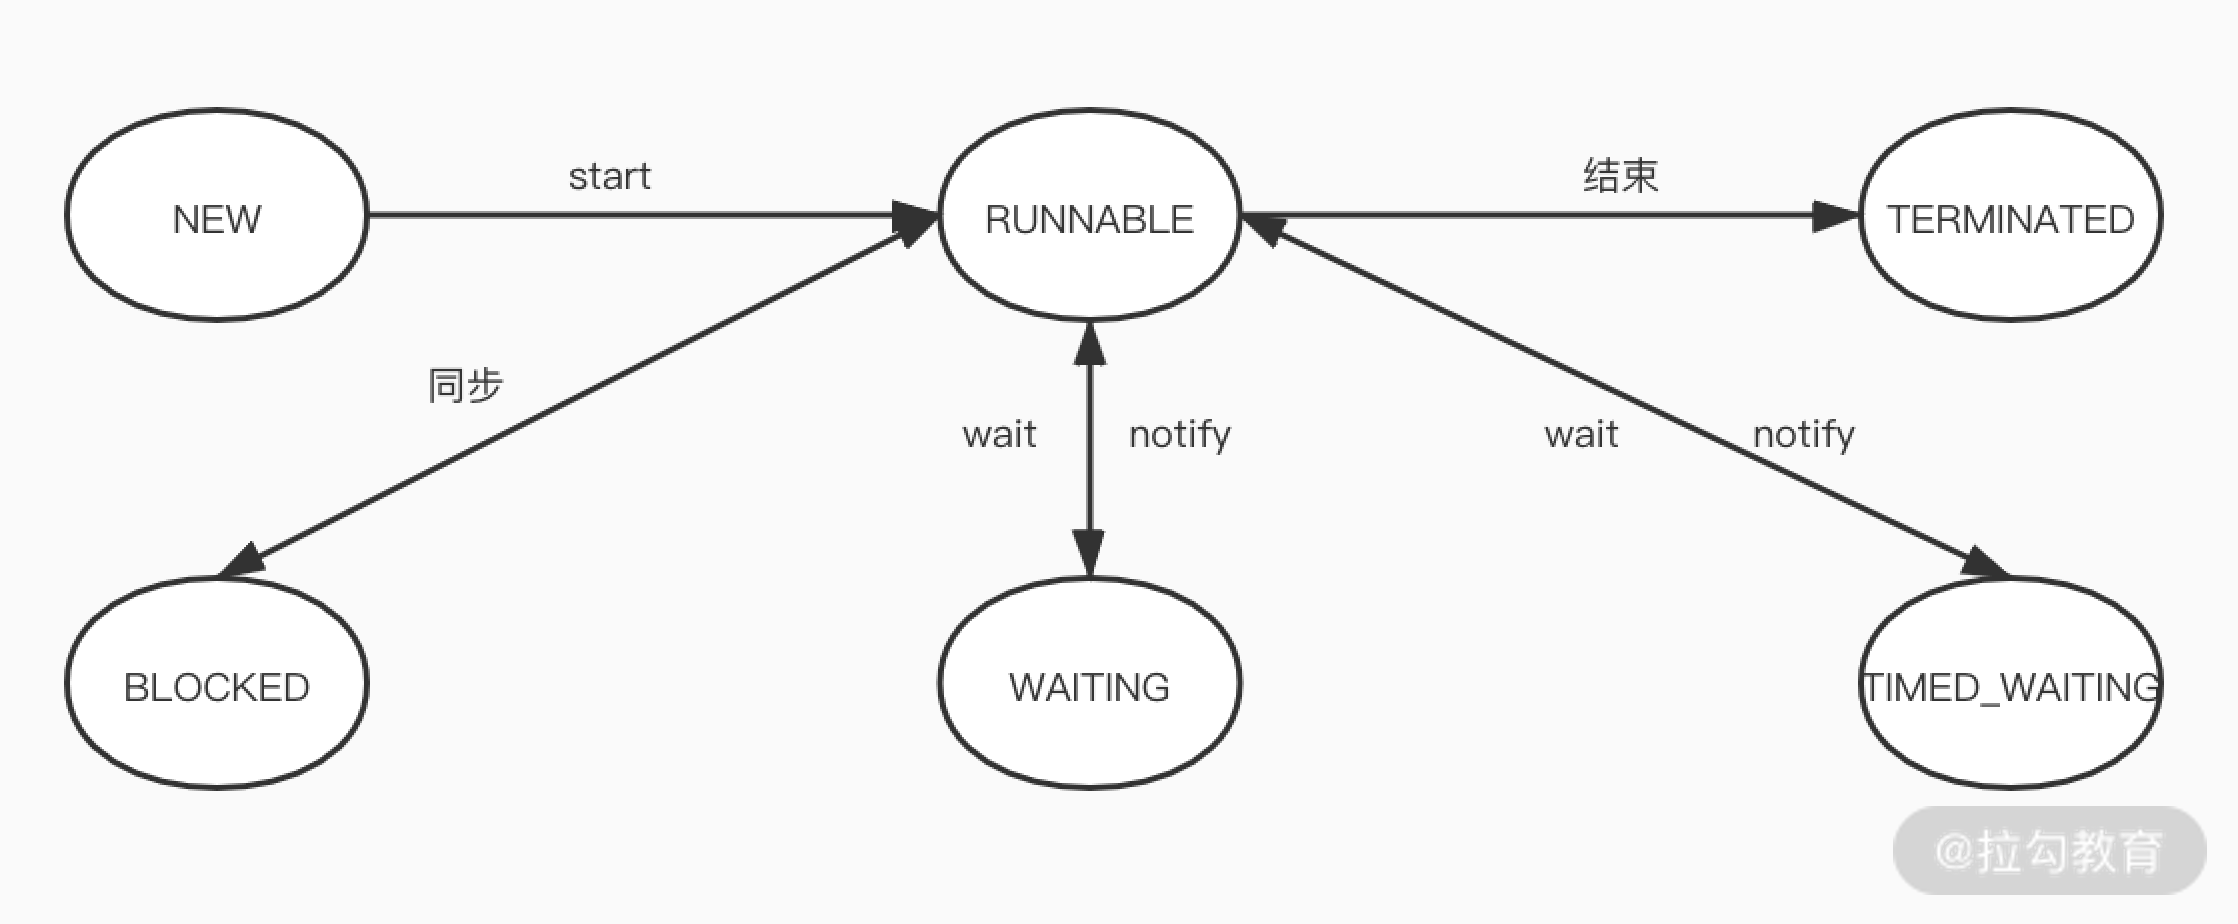 start
结束
NEW
RUNNABLE
TERMINATED
同步
wait
notify
wait
notify
BLOCKED
WAITING
TIMED_WAITING
@拉勾教育